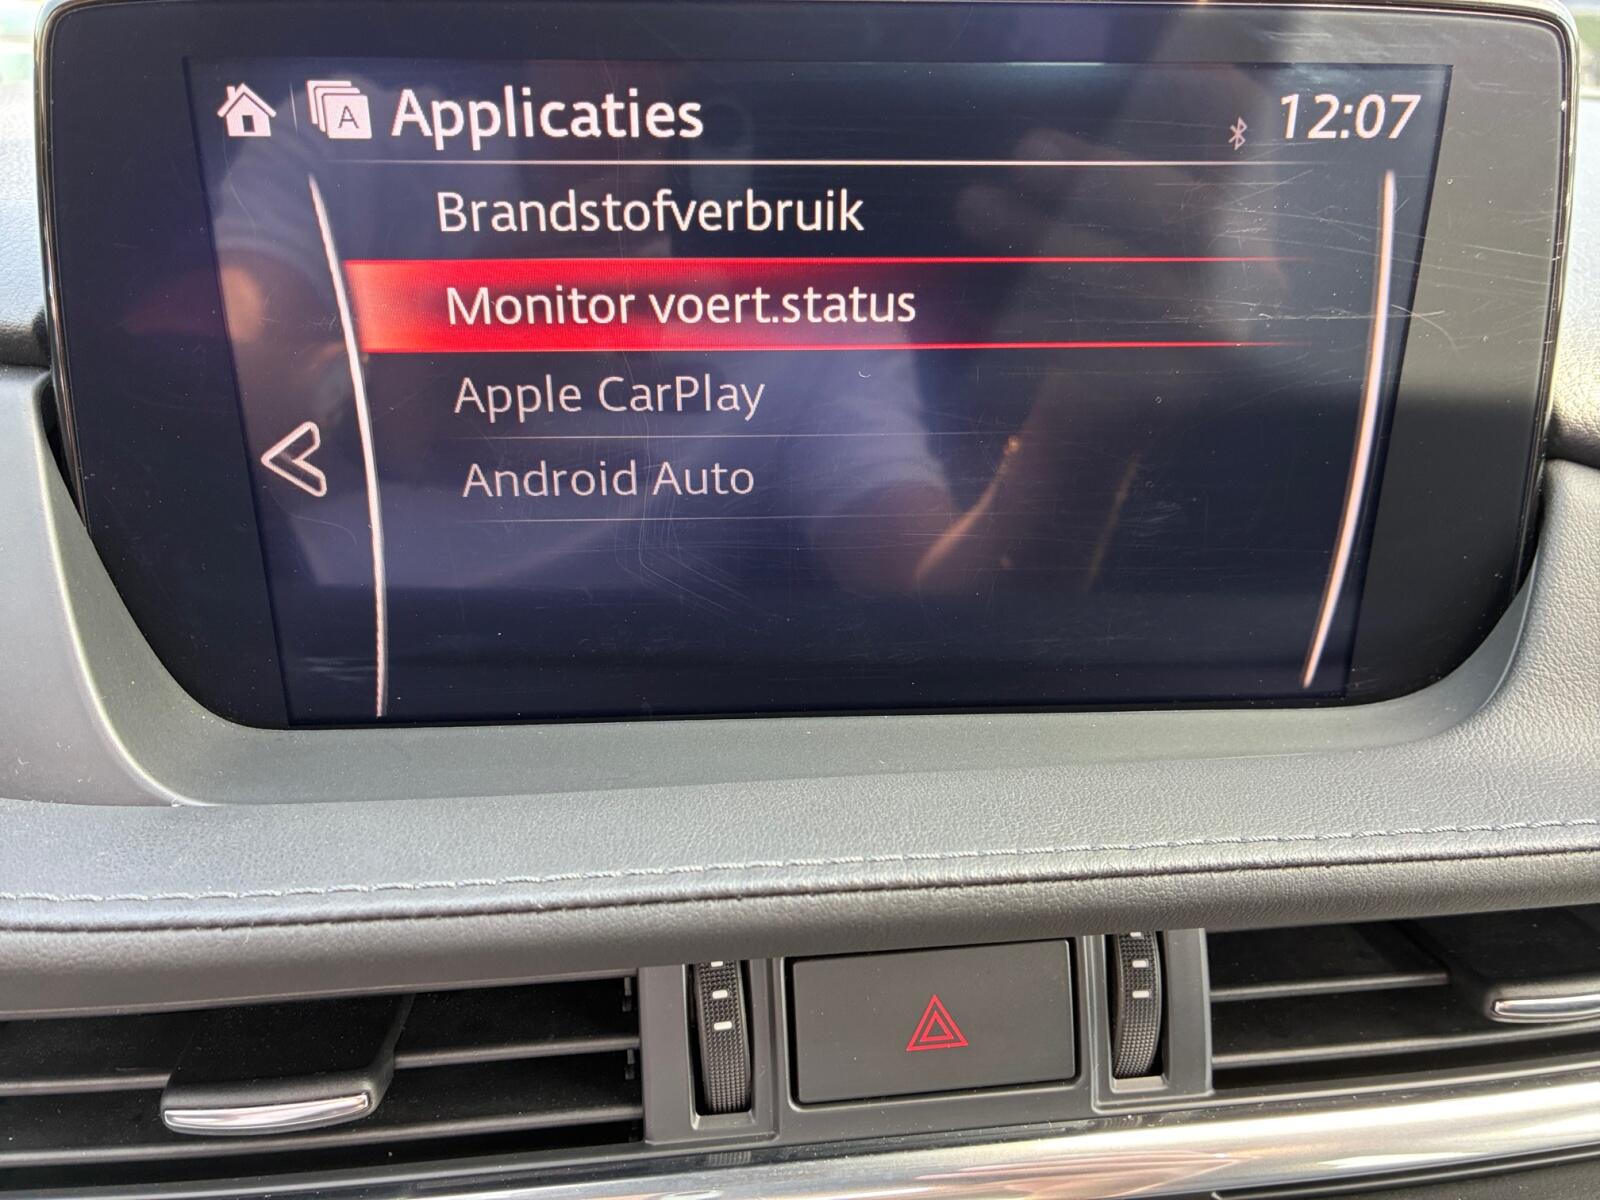 A Applicaties 12:07
Brandstofverbruik
Monitor voert.status
Apple CarPlay
Android Auto